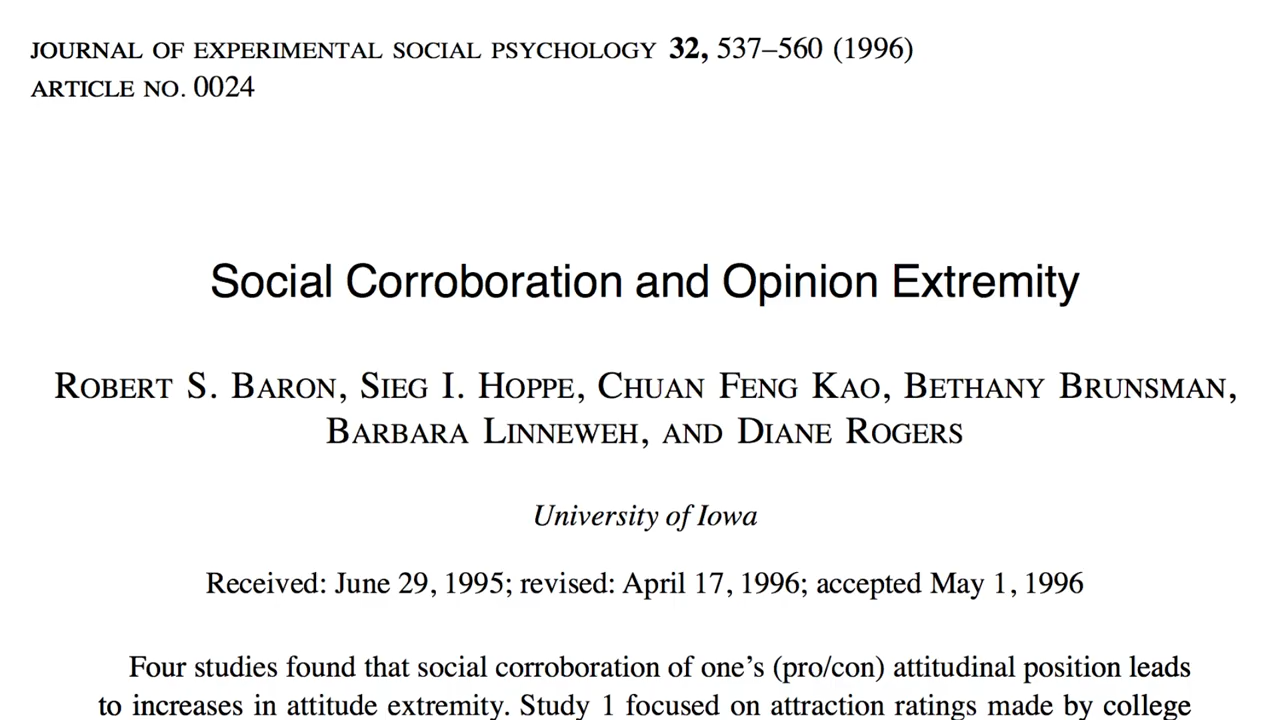 JOURNAL OF EXPERIMENTAL SOCIAL PSYCHOLOGY 32, 537–560 (1996)
ARTICLE NO. 0024
Social Corroboration and Opinion Extremity
ROBERT S. BARON, SIEG I. HOPPE, CHUAN FENG KAO, BETHANY BRUNSMAN,
BARBARA LINNEWEH, AND DIANE ROGERS
University of Iowa
Received: June 29, 1995; revised: April 17, 1996; accepted May 1, 1996
Four studies found that social corroboration of one’s (pro/con) attitudinal position leads
to increases in attitude extremity. Study 1 focused on attraction ratings made by college